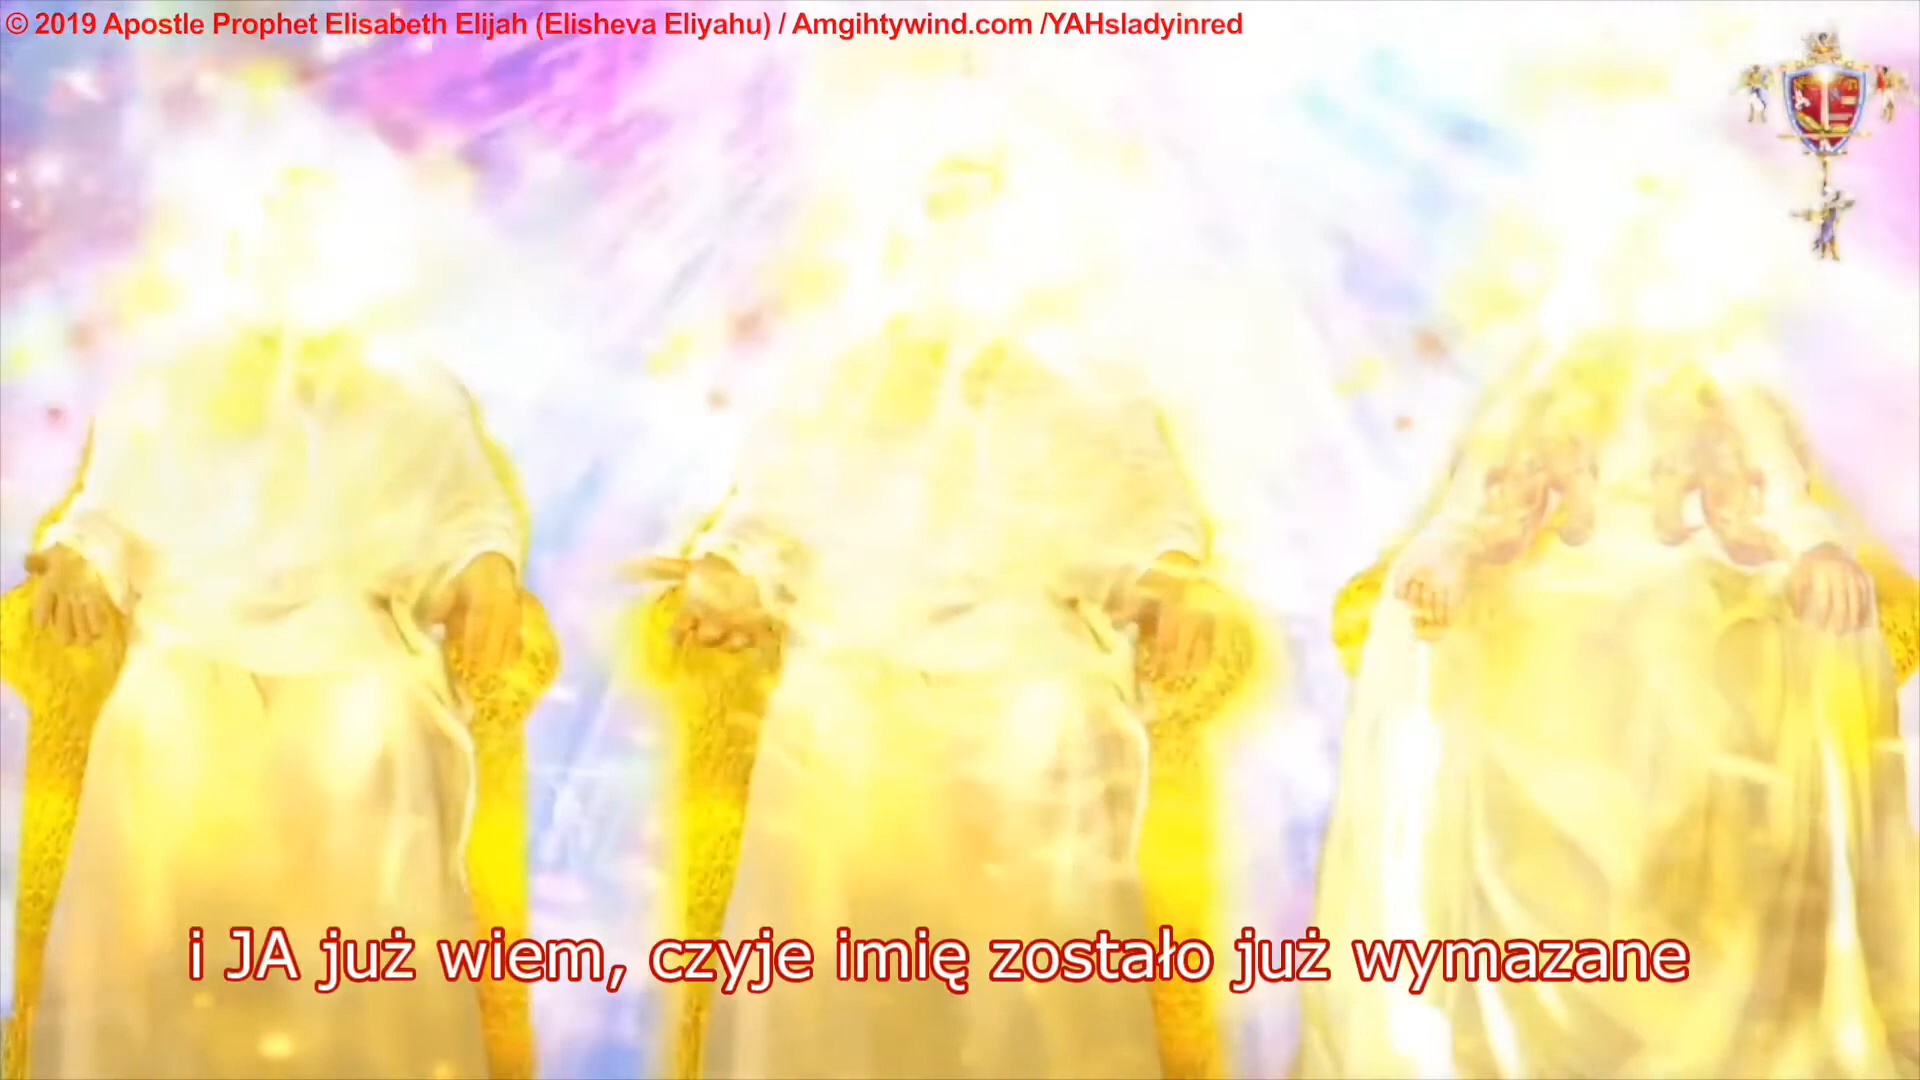 © 2019 Apostle Prophet Elisabeth Elijah (Elisheva Eliyahu) / Amgihtywind.com /YAHsladyinred
i JA już wiem, czyje imię zostało już wymazane